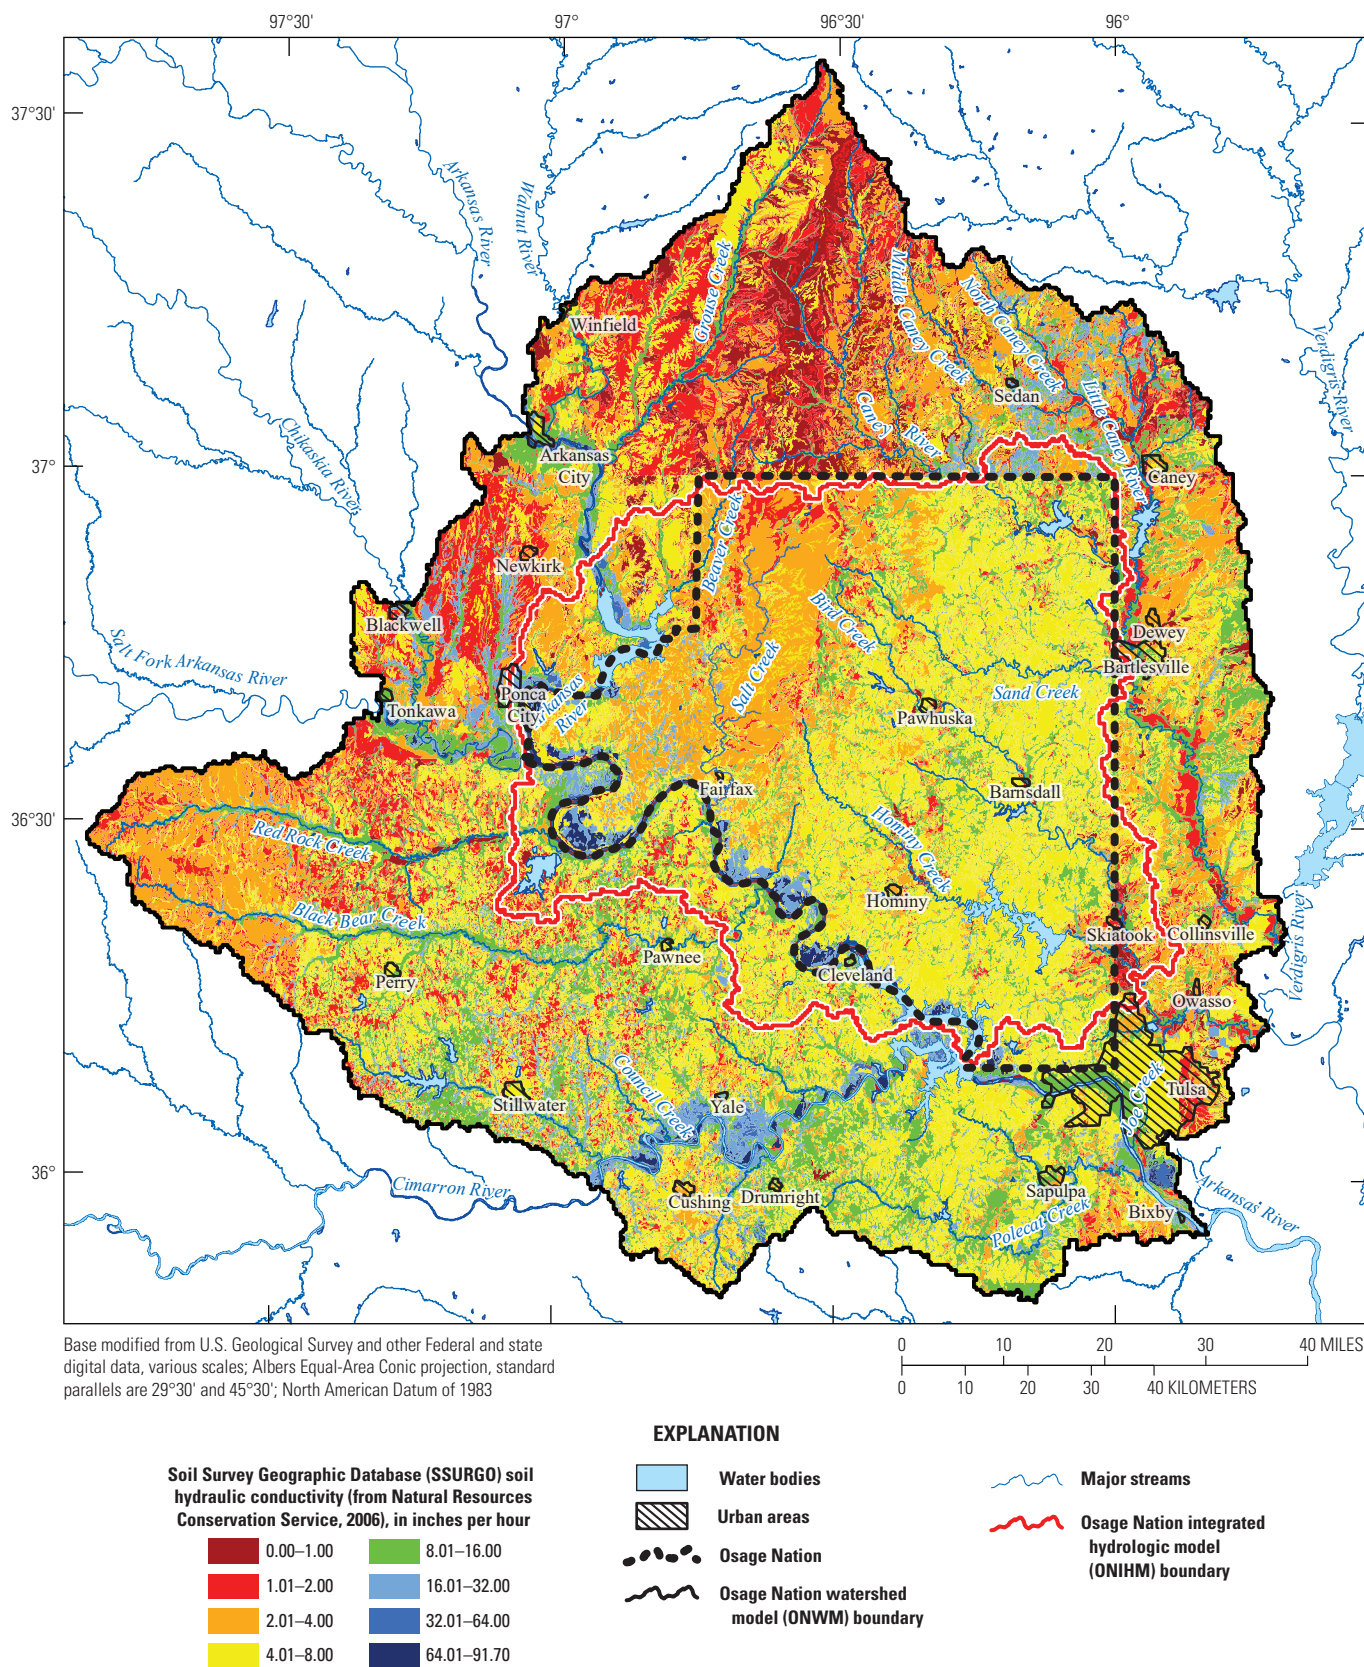 97°30'
97°
96°30'
96°
37°30'
37°
36°30'
36°
Arkansas River
Walnut River
Verdigris River
Winfield
Grouse Creek
Middle Caney Creek
North Caney Creek
Sedan
Little Caney River
Caney River
Chikaskia River
Arkansas
City
Caney
Newkirk
Beaver Creek
Blackwell
Bird Creek
Dewey
Bartlesville
Salt Fork Arkansas River
Salt Creek
Sand Creek
Ponca
City
Arkansas
River
Tonkawa
Pawhuska
Fairfax
Barnsdall
Red Rock Creek
Hominy Creek
Hominy
Black Bear Creek
Skiatook
Collinsville
Verdigris River
Pawnee
Cleveland
Perry
Owasso
Council Creek
Stillwater
Yale
Joe Creek
Tulsa
Cimarron River
Cushing
Drumright
Sapulpa
Polecat Creek
Bixby
Arkansas River
Base modified from U.S. Geological Survey and other Federal and state
digital data, various scales; Albers Equal-Area Conic projection, standard
parallels are 29°30' and 45°30'; North American Datum of 1983
0 10 20 30 40 MILES
0 10 20 30 40 KILOMETERS
EXPLANATION
Soil Survey Geographic Database (SSURGO) soil
hydraulic conductivity (from Natural Resources
Conservation Service, 2006), in inches per hour
0.00–1.00
1.01–2.00
2.01–4.00
4.01–8.00
8.01–16.00
16.01–32.00
32.01–64.00
64.01–91.70
Water bodies
Urban areas
Osage Nation
Osage Nation watershed
model (ONWM) boundary
Major streams
Osage Nation integrated
hydrologic model
(ONIHM) boundary